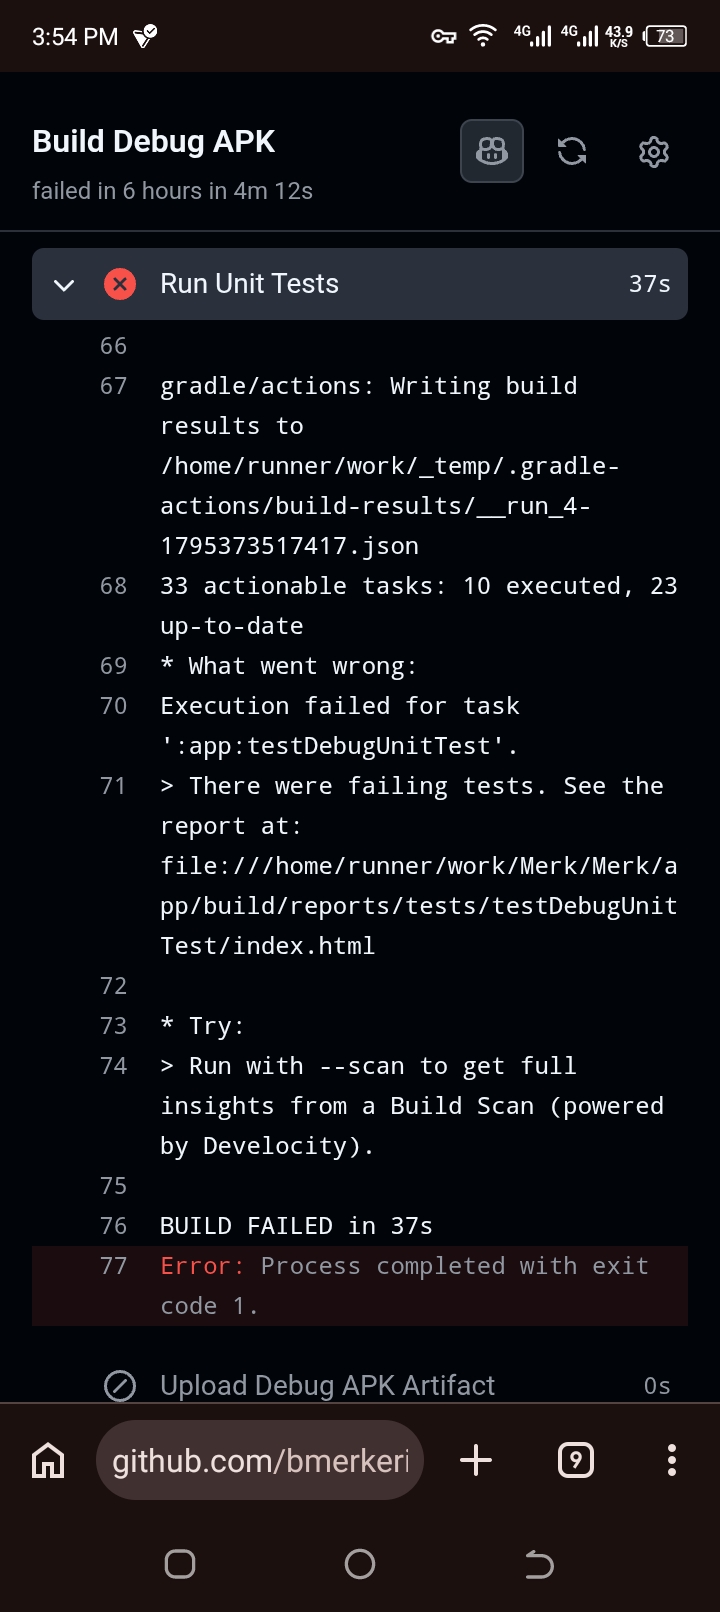 3:54 PM
4G 4G 43.9 K/S 73
Build Debug APK
failed in 6 hours in 4m 12s
Run Unit Tests 37s
66
67 gradle/actions: Writing build
results to
/home/runner/work/_temp/.gradle-
actions/build-results/__run_4-
1795373517417.json
68 33 actionable tasks: 10 executed, 23
up-to-date
69 * What went wrong:
70 Execution failed for task
':app:testDebugUnitTest'.
71 > There were failing tests. See the
report at:
file:///home/runner/work/Merk/Merk/a
pp/build/reports/tests/testDebugUnit
Test/index.html
72
73 * Try:
74 > Run with --scan to get full
insights from a Build Scan (powered
by Develocity).
75
76 BUILD FAILED in 37s
77 Error: Process completed with exit
code 1.
Upload Debug APK Artifact 0s
github.com/bmerkeri
9